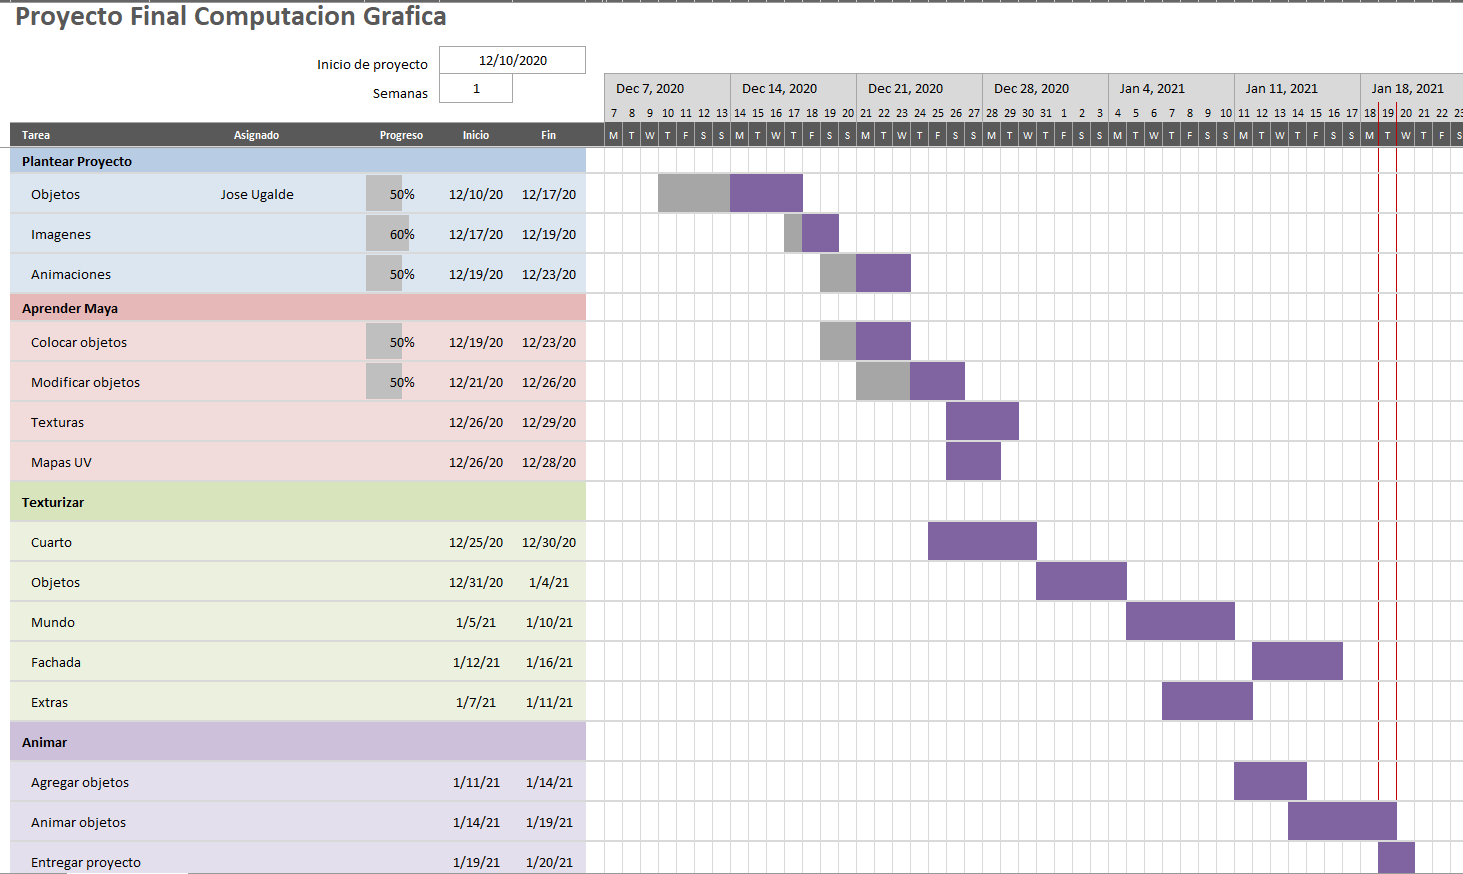 Proyecto Final Computacion Grafica
Inicio de proyecto 12/10/2020
Semanas 1
Dec 7, 2020 Dec 14, 2020 Dec 21, 2020 Dec 28, 2020 Jan 4, 2021 Jan 11, 2021 Jan 18, 2021
7 8 9 10 11 12 13 14 15 16 17 18 19 20 21 22 23 24 25 26 27 28 29 30 31 1 2 3 4 5 6 7 8 9 10 11 12 13 14 15 16 17 18 19 20 21 22 23
Tarea Asignado Progreso Inicio Fin M T W T F S S M T W T F S S M T W T F S S M T W T F S S M T W T F S S M T W T F S S M T W T F S
Plantear Proyecto
Objetos Jose Ugalde 50% 12/10/20 12/17/20
Imagenes 60% 12/17/20 12/19/20
Animaciones 50% 12/19/20 12/23/20
Aprender Maya
Colocar objetos 50% 12/19/20 12/23/20
Modificar objetos 50% 12/21/20 12/26/20
Texturas 12/26/20 12/29/20
Mapas UV 12/26/20 12/28/20
Texturizar
Cuarto 12/25/20 12/30/20
Objetos 12/31/20 1/4/21
Mundo 1/5/21 1/10/21
Fachada 1/12/21 1/16/21
Extras 1/7/21 1/11/21
Animar
Agregar objetos 1/11/21 1/14/21
Animar objetos 1/14/21 1/19/21
Entregar proyecto 1/19/21 1/20/21